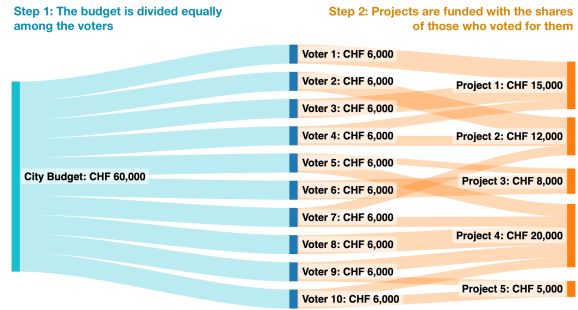 Step 1: The budget is divided equally
among the voters
Step 2: Projects are funded with the shares
of those who voted for them
City Budget: CHF 60,000
Voter 1: CHF 6,000
Voter 2: CHF 6,000
Voter 3: CHF 6,000
Voter 4: CHF 6,000
Voter 5: CHF 6,000
Voter 6: CHF 6,000
Voter 7: CHF 6,000
Voter 8: CHF 6,000
Voter 9: CHF 6,000
Voter 10: CHF 6,000
Project 1: CHF 15,000
Project 2: CHF 12,000
Project 3: CHF 8,000
Project 4: CHF 20,000
Project 5: CHF 5,000